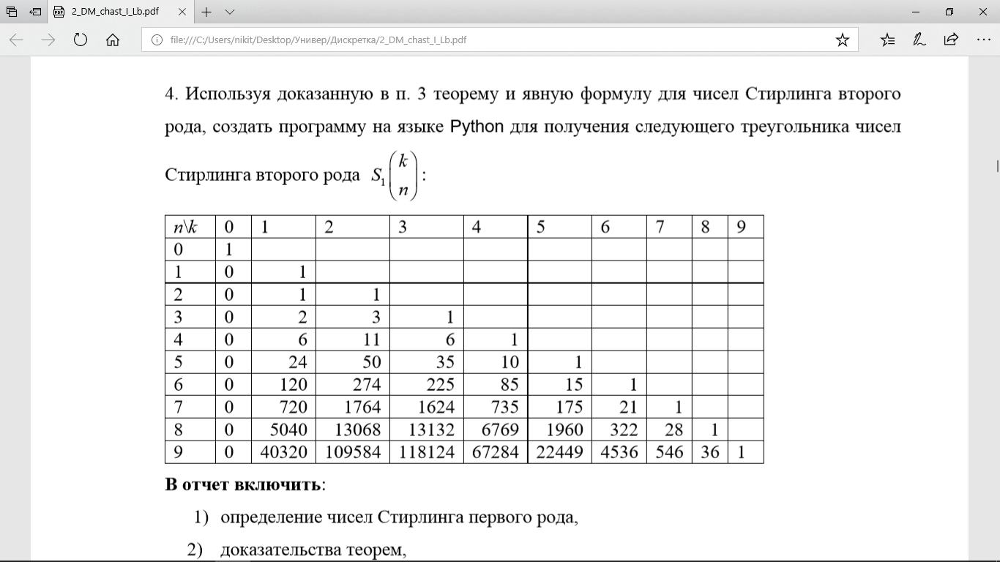 2_DM_chast_I_Lb.pdf
file:///C:/Users/nikit/Desktop/Универ/Дискретка/2_DM_chast_I_Lb.pdf
4. Используя доказанную в п. 3 теорему и явную формулу для чисел Стирлинга второго
рода, создать программу на языке Python для получения следующего треугольника чисел
Стирлинга второго рода S₁(k n):
n\k 0 1 2 3 4 5 6 7 8 9
0 1
1 0 1
2 0 1 1
3 0 2 3 1
4 0 6 11 6 1
5 0 24 50 35 10 1
6 0 120 274 225 85 15 1
7 0 720 1764 1624 735 175 21 1
8 0 5040 13068 13132 6769 1960 322 28 1
9 0 40320 109584 118124 67284 22449 4536 546 36 1
В отчет включить:
1) определение чисел Стирлинга первого рода,
2) доказательства теорем,